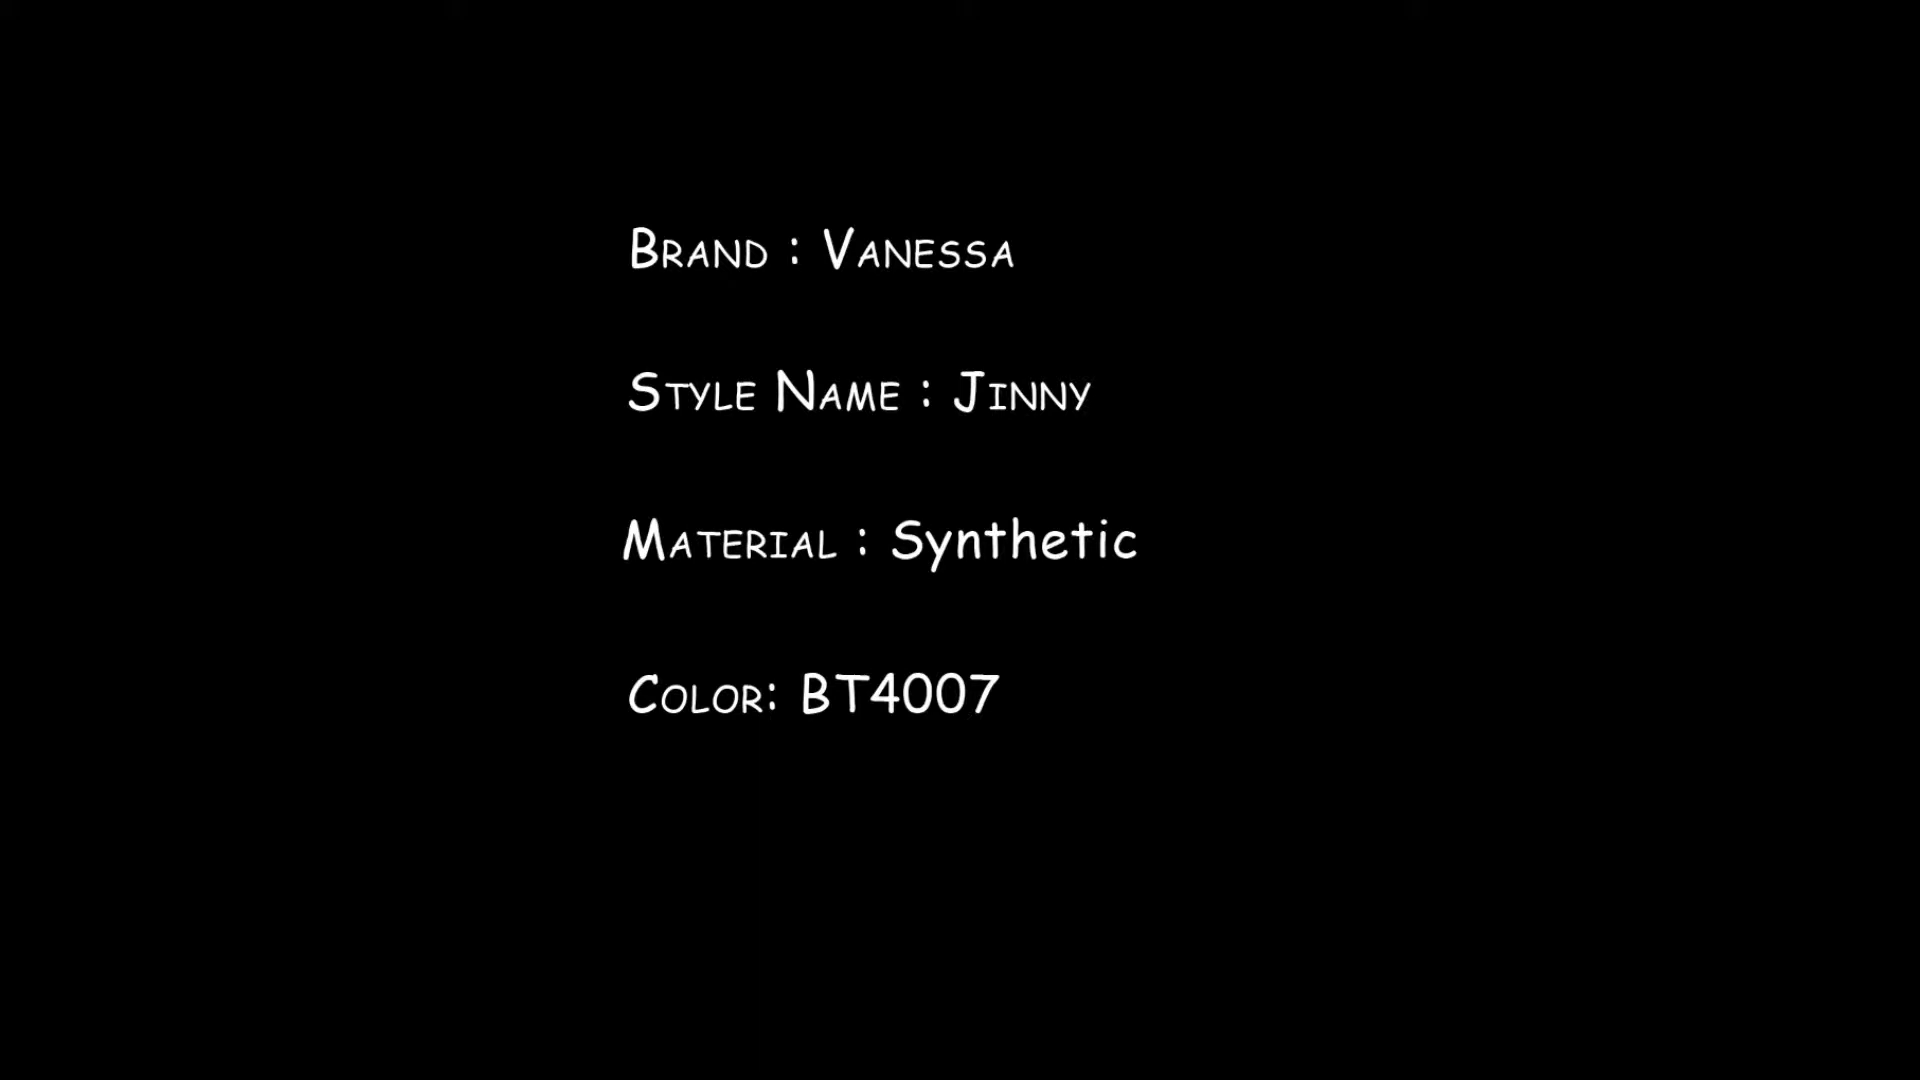 Brand : Vanessa
Style Name : Jinny
Material : Synthetic
Color: BT4007